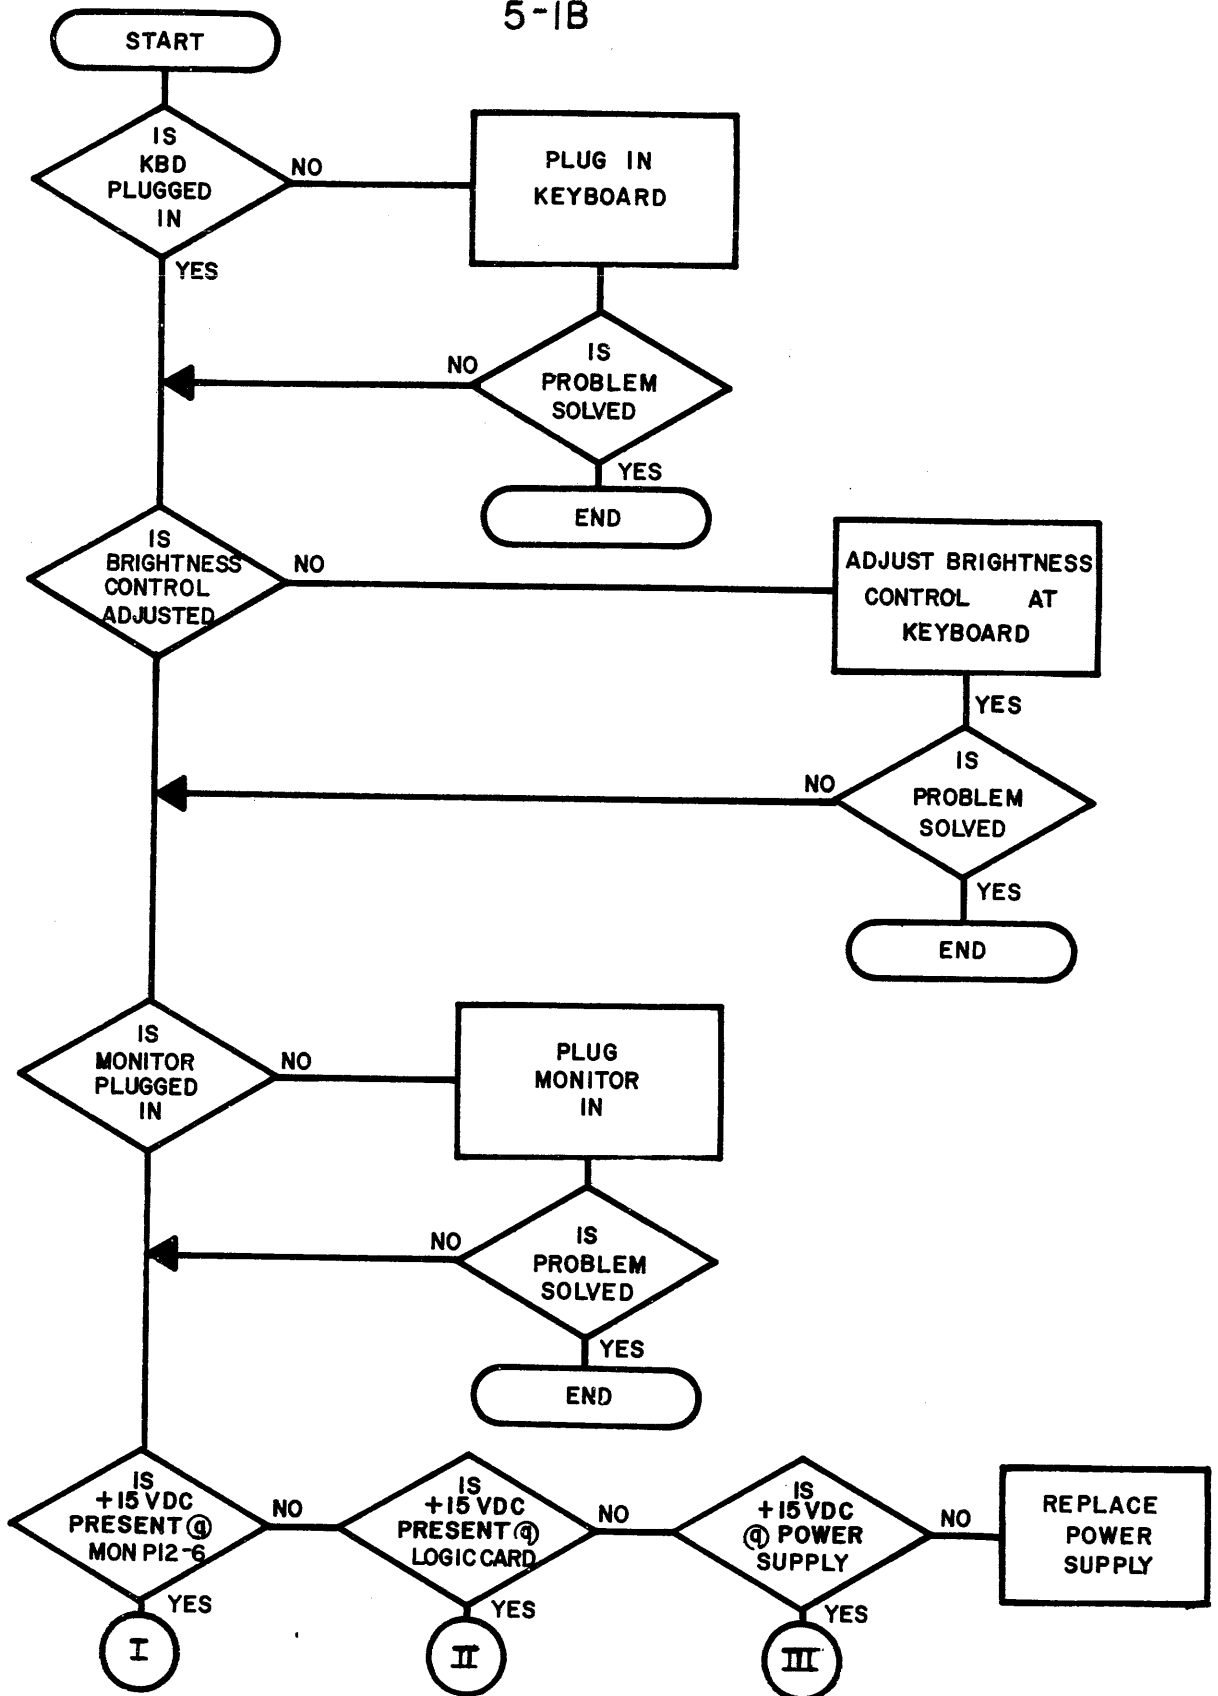 5-1B
START
IS
KBD
PLUGGED
IN
NO
YES
PLUG IN
KEYBOARD
IS
PROBLEM
SOLVED
NO
YES
END
IS
BRIGHTNESS
CONTROL
ADJUSTED
NO
ADJUST BRIGHTNESS
CONTROL AT
KEYBOARD
YES
IS
PROBLEM
SOLVED
NO
YES
END
IS
MONITOR
PLUGGED
IN
NO
PLUG
MONITOR
IN
IS
PROBLEM
SOLVED
NO
YES
END
IS
+15 VDC
PRESENT @
MON P12-6
NO
YES
I
IS
+15 VDC
PRESENT @
LOGIC CARD
NO
YES
II
IS
+15VDC
@ POWER
SUPPLY
NO
YES
III
REPLACE
POWER
SUPPLY